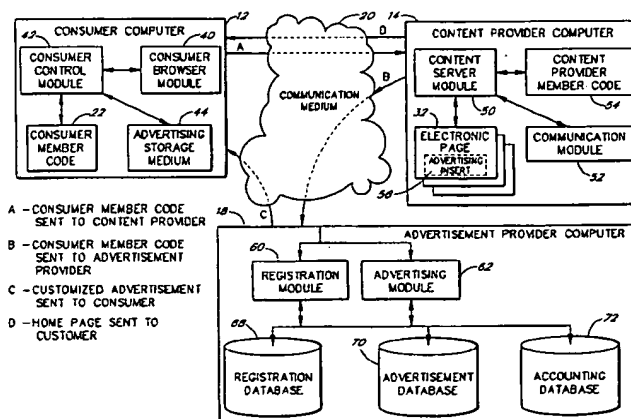 12
20
14
CONSUMER COMPUTER
42
40
CONSUMER
CONTROL
MODULE
CONSUMER
BROWSER
MODULE
22
44
CONSUMER
MEMBER
CODE
ADVERTISING
STORAGE
MEDIUM
D
A
B
COMMUNICATION
MEDIUM
C
CONTENT PROVIDER COMPUTER
CONTENT
SERVER
MODULE
CONTENT
PROVIDER
MEMBER CODE
32
50
54
ELECTRONIC
PAGE
ADVERTISING
INSERT
COMMUNICATION
MODULE
58
52
A - CONSUMER MEMBER CODE
SENT TO CONTENT PROVIDER
B - CONSUMER MEMBER CODE
SENT TO ADVERTISEMENT
PROVIDER
C - CUSTOMIZED ADVERTISEMENT
SENT TO CONSUMER
D - HOME PAGE SENT TO
CUSTOMER
18
ADVERTISEMENT PROVIDER COMPUTER
60
REGISTRATION
MODULE
ADVERTISING
MODULE
62
68
70
72
REGISTRATION
DATABASE
ADVERTISEMENT
DATABASE
ACCOUNTING
DATABASE